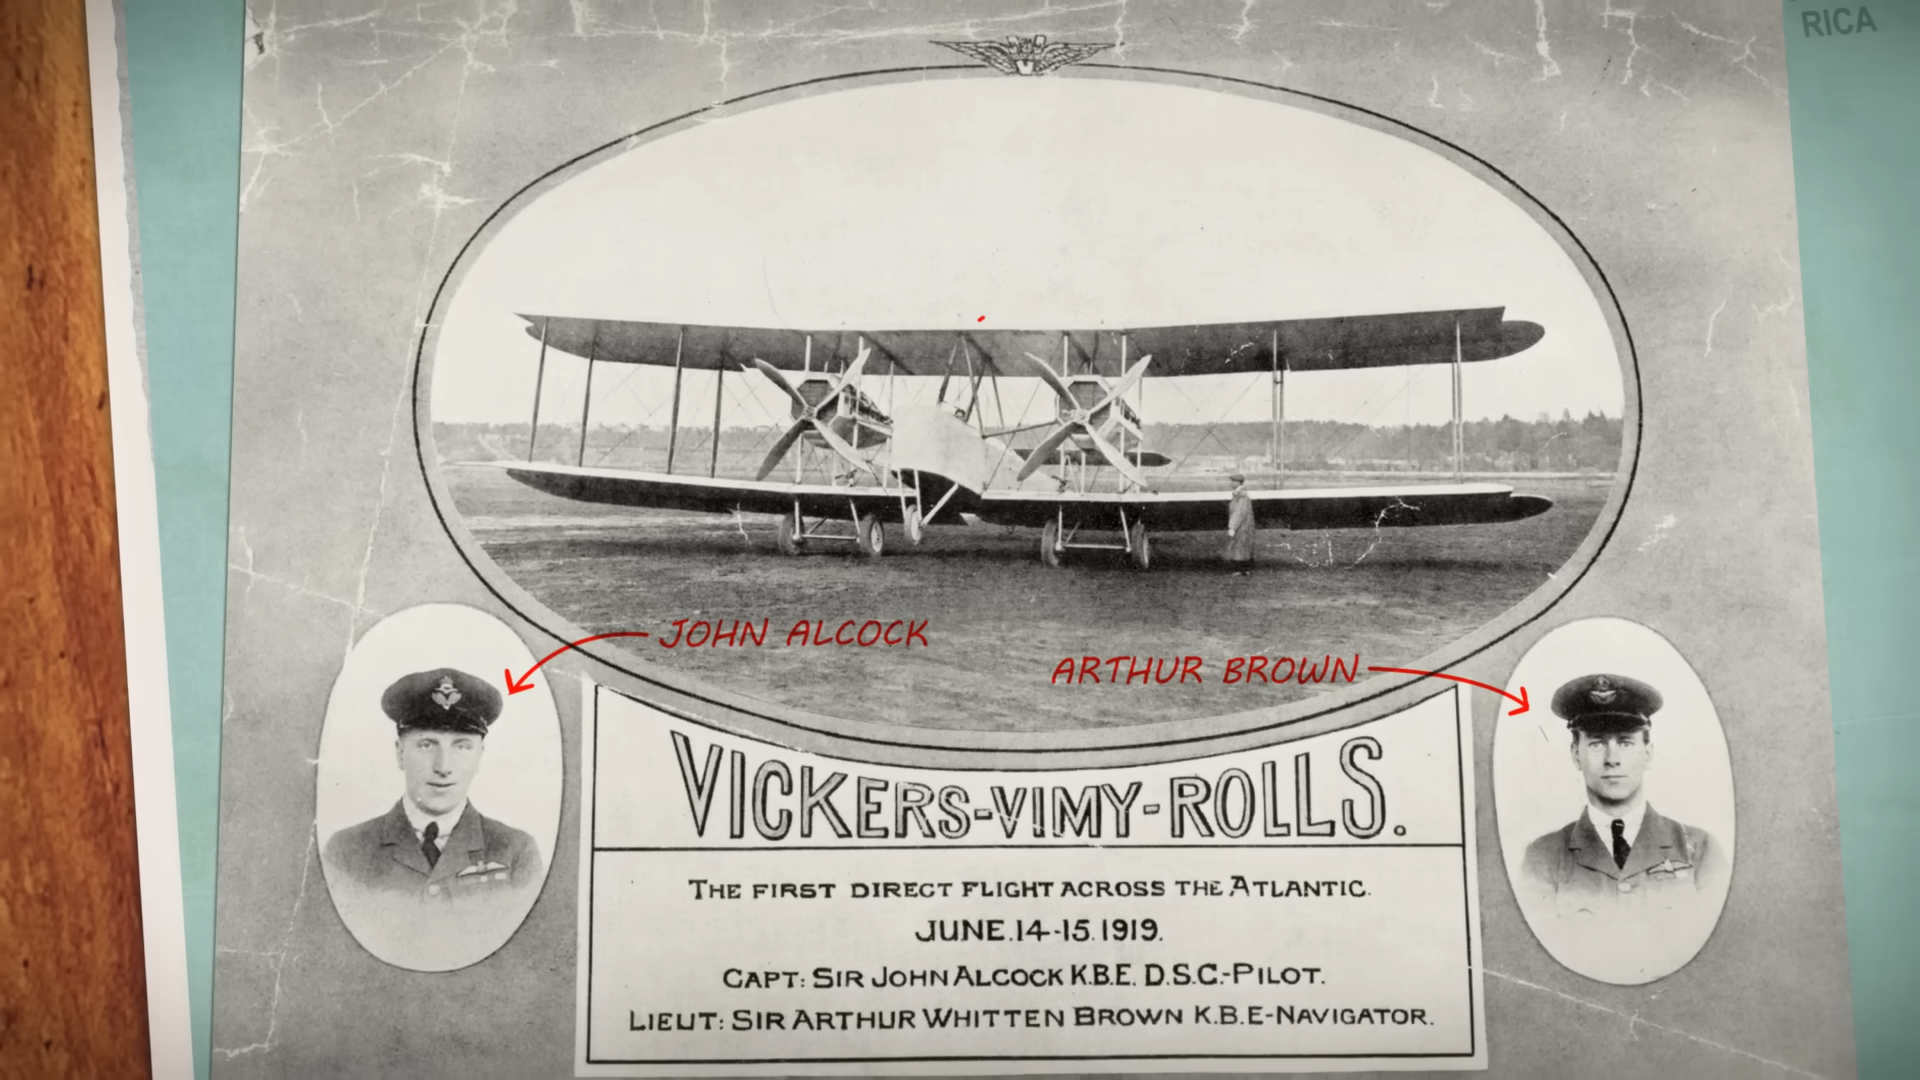 RICA
JOHN ALCOCK
ARTHUR BROWN
VICKERS-VIMY-ROLLS.
THE FIRST DIRECT FLIGHT ACROSS THE ATLANTIC.
JUNE.14-15.1919.
CAPT: SIR JOHN ALCOCK K.B.E. D.S.C.-PILOT.
LIEUT: SIR ARTHUR WHITTEN BROWN K.B.E-NAVIGATOR.